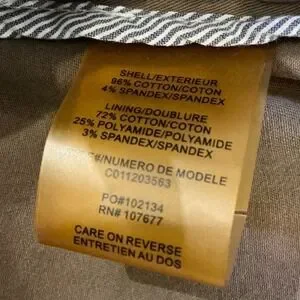 SHELL/EXTERIEUR
96% COTTON/COTON
4% SPANDEX/SPANDEX
LINING/DOUBLURE
72% COTTON/COTON
25% POLYAMIDE/POLYAMIDE
3% SPANDEX/SPANDEX
#/NUMERO DE MODELE
C011203563
PO#102134
RN# 107677
CARE ON REVERSE
ENTRETIEN AU DOS